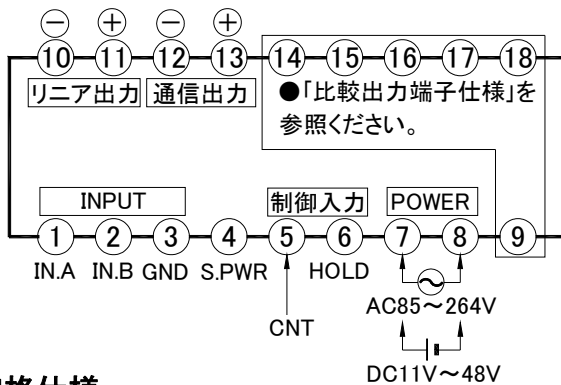 ⊖ ⊕ ⊖ ⊕
10 11 12 13 14 15 16 17 18
リニア出力 通信出力
●「比較出力端子仕様」を
参照ください。
INPUT 制御入力 POWER
1 2 3 4 5 6 7 8 9
IN.A IN.B GND S.PWR HOLD
AC85～264V
CNT
DC11V～48V